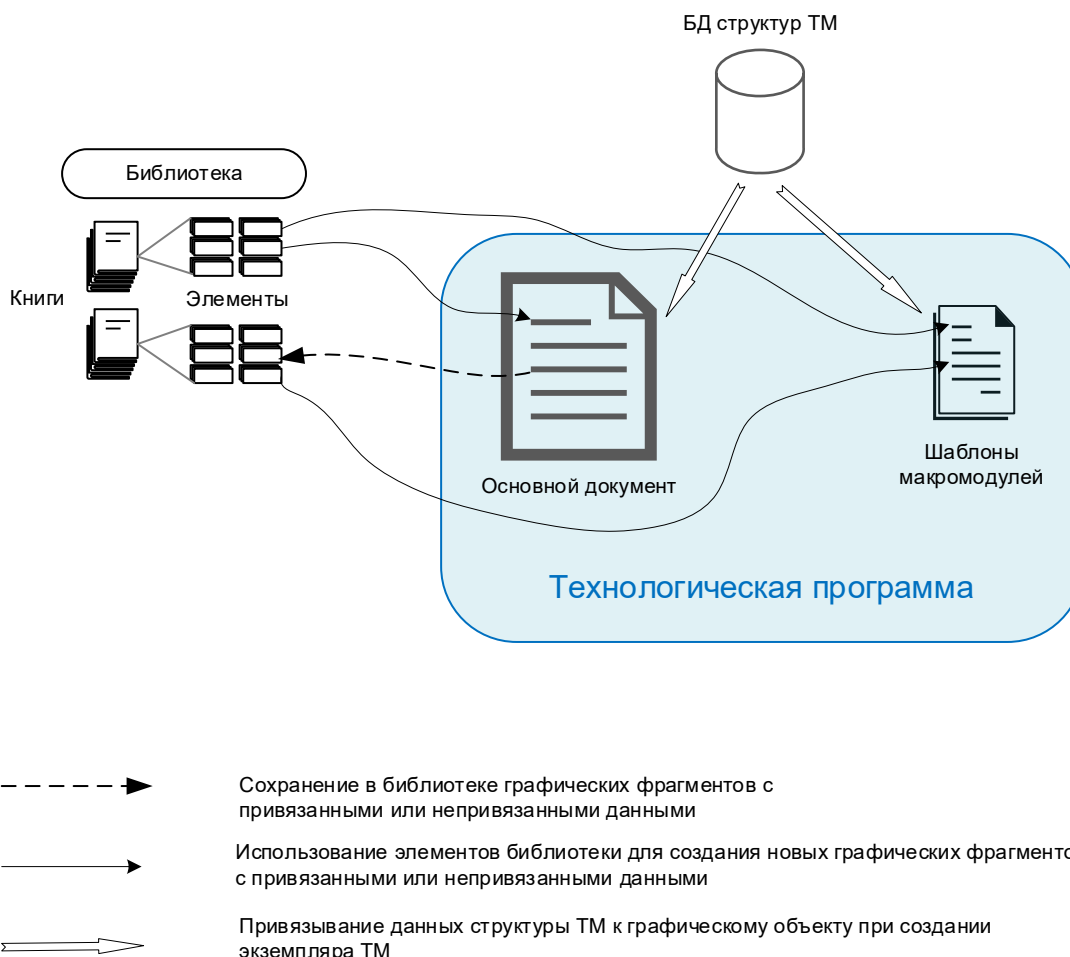 БД структур ТМ
Библиотека
Книги
Элементы
Основной документ
Шаблоны
макромодулей
Технологическая программа
Сохранение в библиотеке графических фрагментов с
привязанными или непривязанными данными
Использование элементов библиотеки для создания новых графических фрагменто
с привязанными или непривязанными данными
Привязывание данных структуры ТМ к графическому объекту при создании
экземпляра ТМ